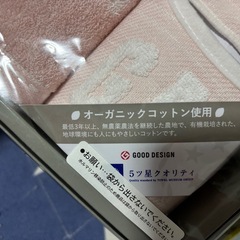 オーガニックコットン使用
最低3年以上、無農薬農法を継続した農地で、有機栽培された、
地球環境にも人にもやさしいコットンです。
GOOD DESIGN
5ツ星クオリティ
お願い…袋から出さないでください。